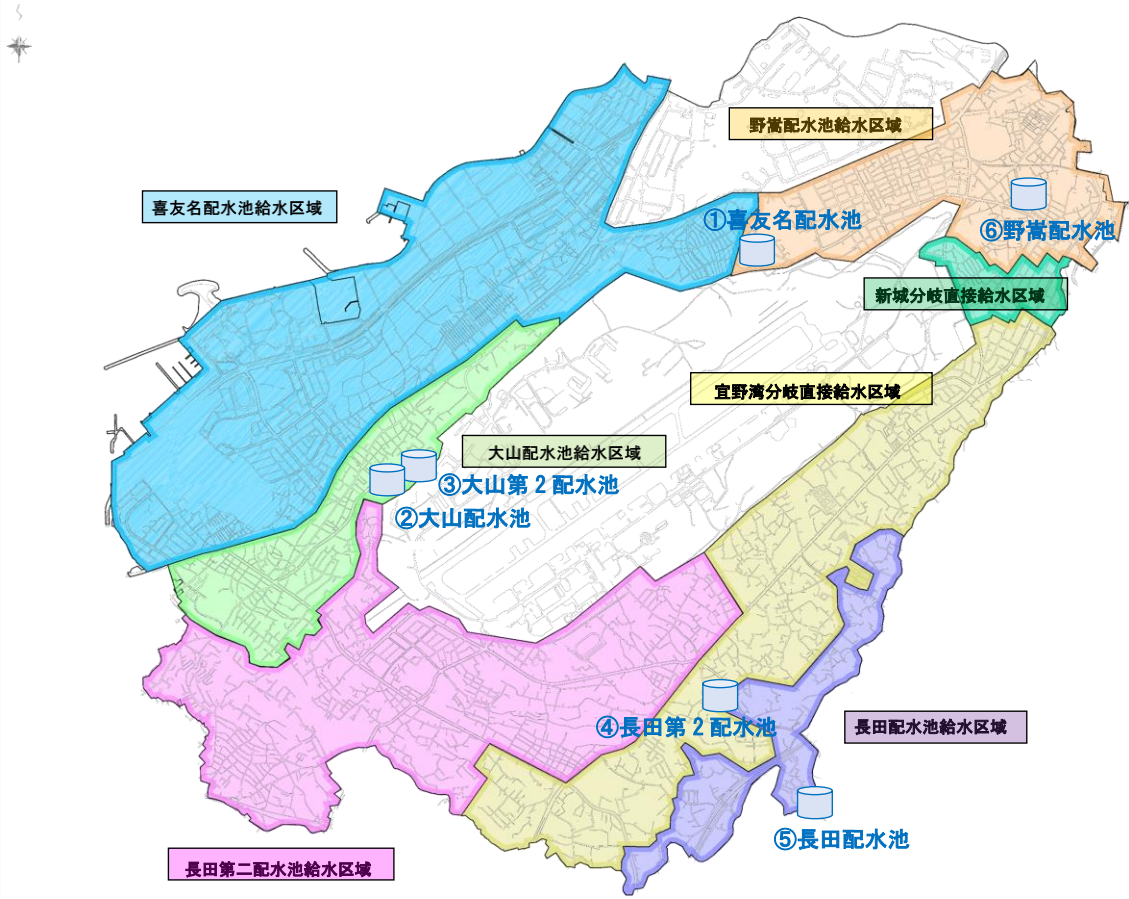 野嵩配水池給水区域
喜友名配水池給水区域
①喜友名配水池
⑥野嵩配水池
新城分岐直接給水区域
宜野湾分岐直接給水区域
大山配水池給水区域
③大山第2配水池
②大山配水池
④長田第2配水池
長田配水池給水区域
⑤長田配水池
長田第二配水池給水区域